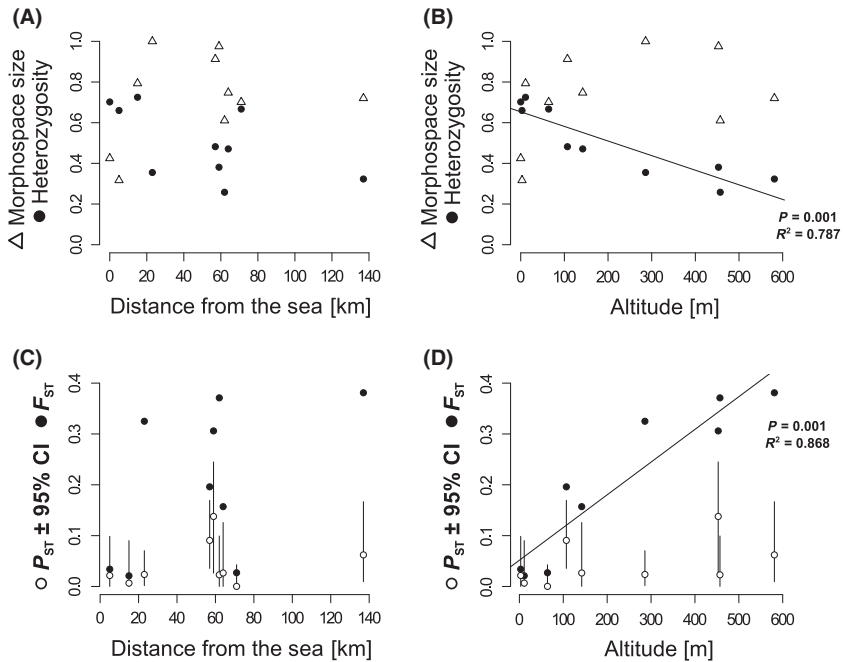 (A)
△ Morphospace size
● Heterozygosity
1.0
0.8
0.6
0.4
0.2
0.0
0 20 40 60 80 100 120 140
Distance from the sea [km]
(B)
△ Morphospace size
● Heterozygosity
1.0
0.8
0.6
0.4
0.2
0.0
P = 0.001
R² = 0.787
0 100 200 300 400 500 600
Altitude [m]
(C)
○ PST ± 95% CI ● FST
0.4
0.3
0.2
0.1
0.0
0 20 40 60 80 100 120 140
Distance from the sea [km]
(D)
○ PST ± 95% CI ● FST
0.4
0.3
0.2
0.1
0.0
P = 0.001
R² = 0.868
0 100 200 300 400 500 600
Altitude [m]